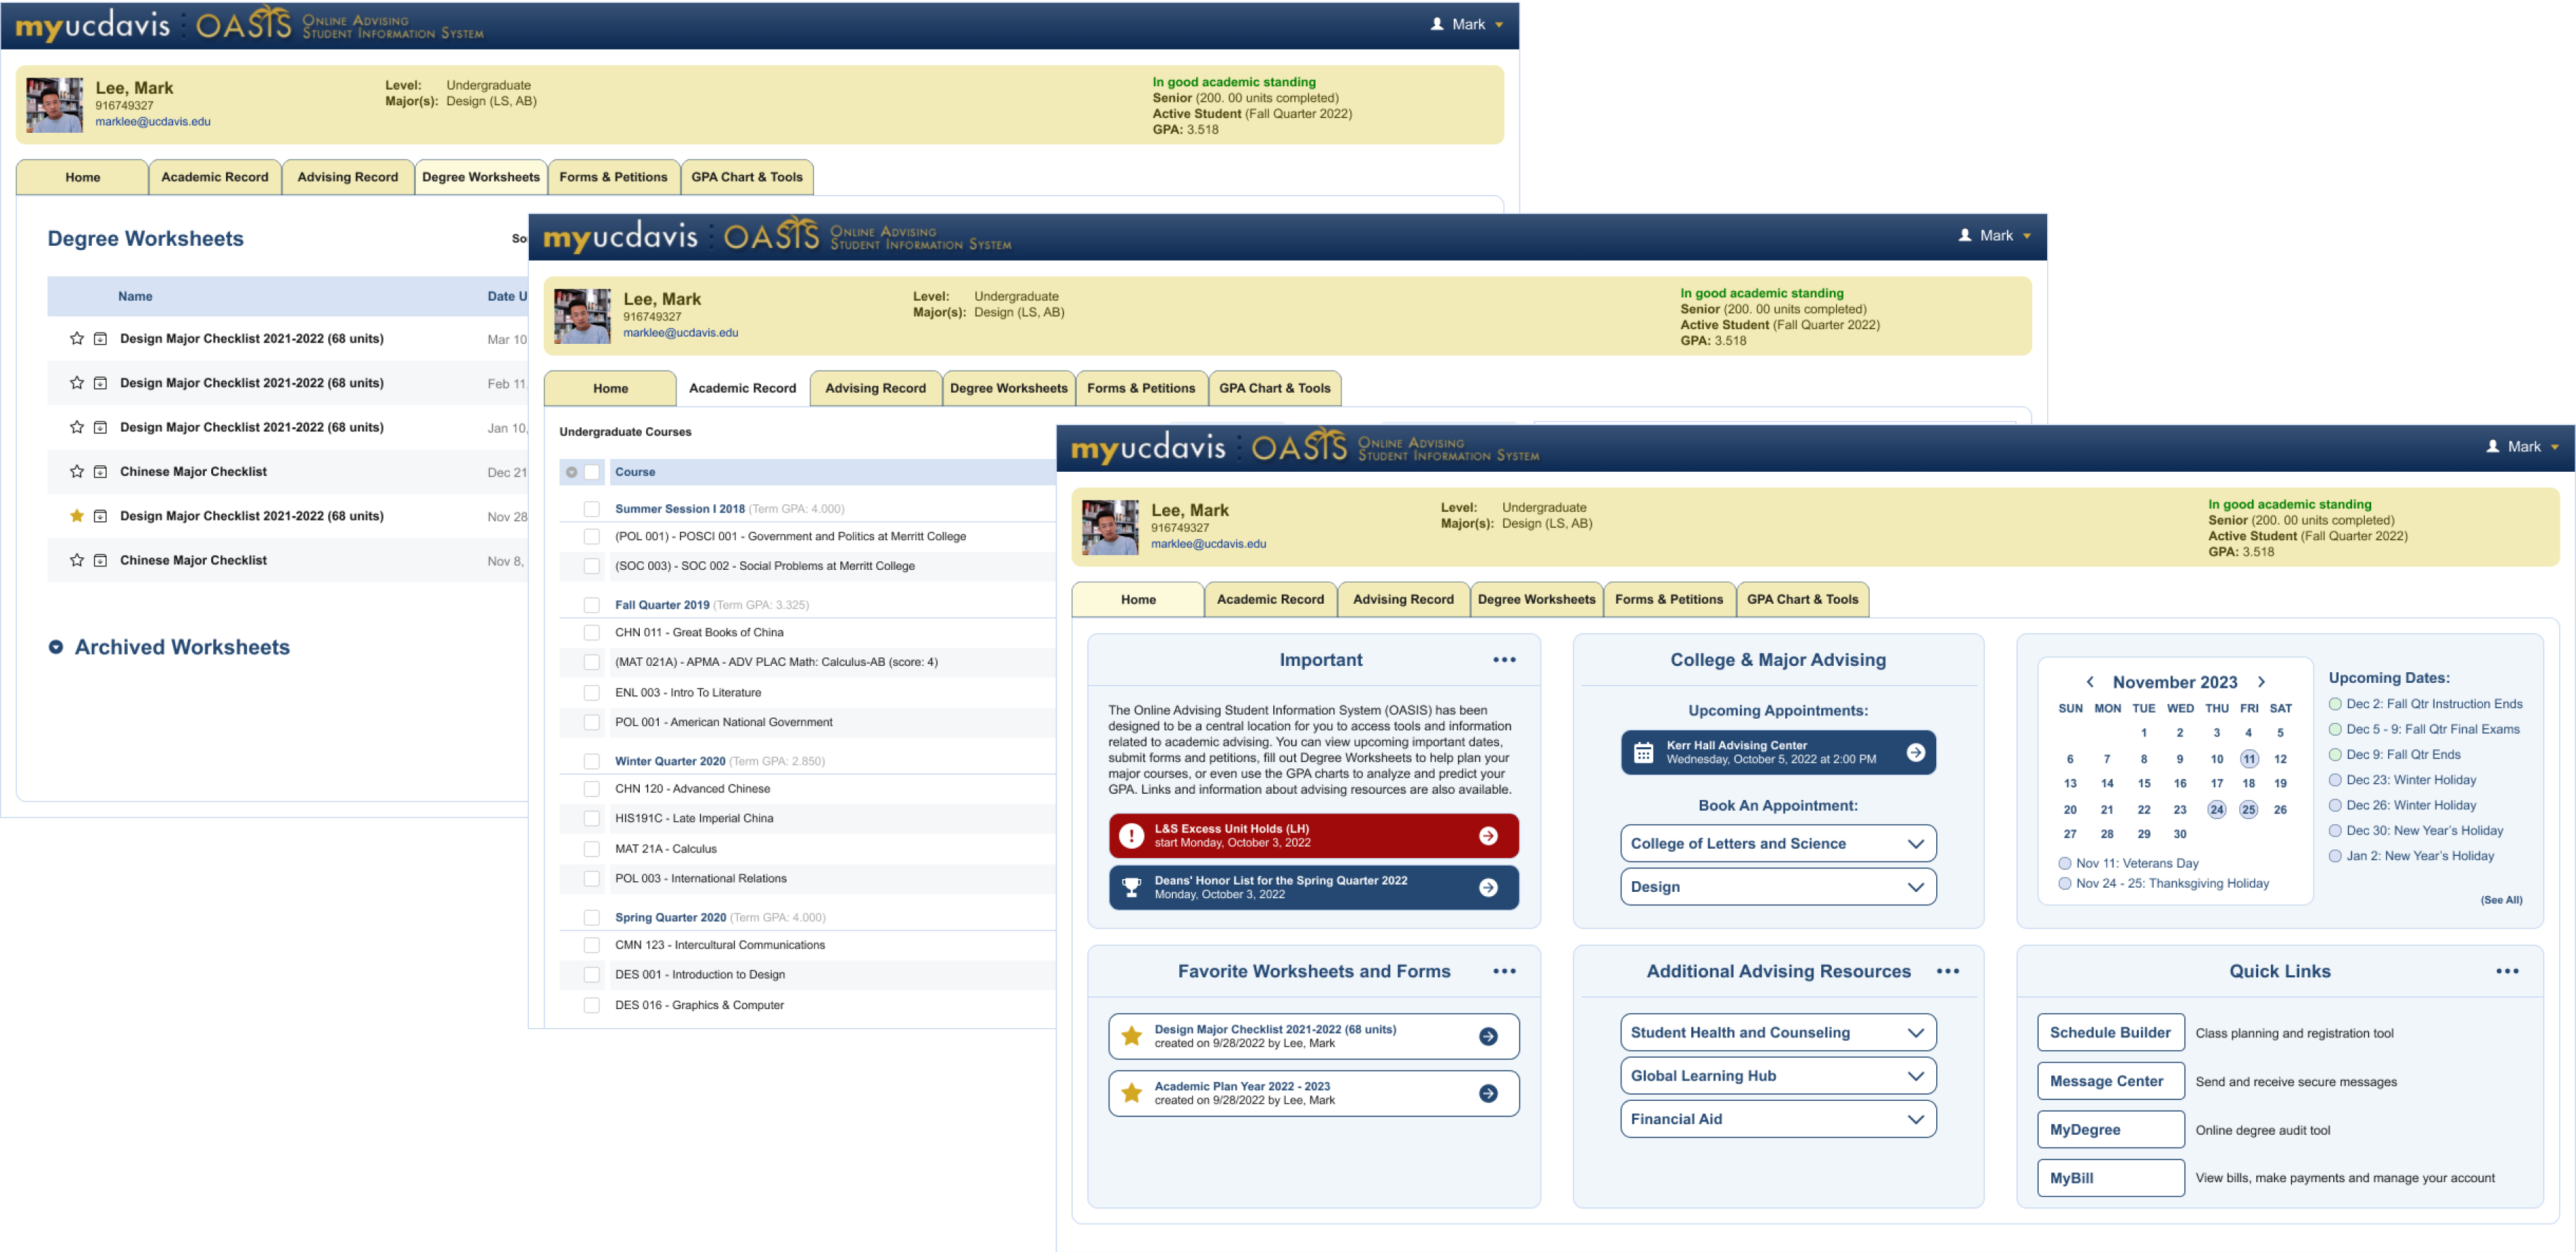 myucdavis OASIS ONLINE ADVISING
STUDENT INFORMATION SYSTEM
Mark
Lee, Mark
916749327
marklee@ucdavis.edu
Level: Undergraduate
Major(s): Design (LS, AB)
In good academic standing
Senior (200. 00 units completed)
Active Student (Fall Quarter 2022)
GPA: 3.518
Home Academic Record Advising Record Degree Worksheets Forms & Petitions GPA Chart & Tools
Degree Worksheets So
Name Date U
Design Major Checklist 2021-2022 (68 units) Mar 10
Design Major Checklist 2021-2022 (68 units) Feb 11
Design Major Checklist 2021-2022 (68 units) Jan 10,
Chinese Major Checklist Dec 21
Design Major Checklist 2021-2022 (68 units) Nov 28
Chinese Major Checklist Nov 8,
Archived Worksheets
myucdavis OASIS ONLINE ADVISING
STUDENT INFORMATION SYSTEM
Mark
Lee, Mark
916749327
marklee@ucdavis.edu
Level: Undergraduate
Major(s): Design (LS, AB)
In good academic standing
Senior (200. 00 units completed)
Active Student (Fall Quarter 2022)
GPA: 3.518
Home Academic Record Advising Record Degree Worksheets Forms & Petitions GPA Chart & Tools
Undergraduate Courses
Course
Summer Session I 2018 (Term GPA: 4.000)
(POL 001) - POSCI 001 - Government and Politics at Merritt College
(SOC 003) - SOC 002 - Social Problems at Merritt College
Fall Quarter 2019 (Term GPA: 3.325)
CHN 011 - Great Books of China
(MAT 021A) - APMA - ADV PLAC Math: Calculus-AB (score: 4)
ENL 003 - Intro To Literature
POL 001 - American National Government
Winter Quarter 2020 (Term GPA: 2.850)
CHN 120 - Advanced Chinese
HIS191C - Late Imperial China
MAT 21A - Calculus
POL 003 - International Relations
Spring Quarter 2020 (Term GPA: 4.000)
CMN 123 - Intercultural Communications
DES 001 - Introduction to Design
DES 016 - Graphics & Computer
myucdavis OASIS ONLINE ADVISING
STUDENT INFORMATION SYSTEM
Mark
Lee, Mark
916749327
marklee@ucdavis.edu
Level: Undergraduate
Major(s): Design (LS, AB)
In good academic standing
Senior (200. 00 units completed)
Active Student (Fall Quarter 2022)
GPA: 3.518
Home Academic Record Advising Record Degree Worksheets Forms & Petitions GPA Chart & Tools
Important
The Online Advising Student Information System (OASIS) has been
designed to be a central location for you to access tools and information
related to academic advising. You can view upcoming important dates,
submit forms and petitions, fill out Degree Worksheets to help plan your
major courses, or even use the GPA charts to analyze and predict your
GPA. Links and information about advising resources are also available.
L&S Excess Unit Holds (LH)
start Monday, October 3, 2022
Deans' Honor List for the Spring Quarter 2022
Monday, October 3, 2022
College & Major Advising
Upcoming Appointments:
Kerr Hall Advising Center
Wednesday, October 5, 2022 at 2:00 PM
Book An Appointment:
College of Letters and Science
Design
November 2023
SUN MON TUE WED THU FRI SAT
1 2 3 4 5
6 7 8 9 10 11 12
13 14 15 16 17 18 19
20 21 22 23 24 25 26
27 28 29 30
Nov 11: Veterans Day
Nov 24 - 25: Thanksgiving Holiday
Upcoming Dates:
Dec 2: Fall Qtr Instruction Ends
Dec 5 - 9: Fall Qtr Final Exams
Dec 9: Fall Qtr Ends
Dec 23: Winter Holiday
Dec 26: Winter Holiday
Dec 30: New Year's Holiday
Jan 2: New Year's Holiday
(See All)
Favorite Worksheets and Forms
Design Major Checklist 2021-2022 (68 units)
created on 9/28/2022 by Lee, Mark
Academic Plan Year 2022 - 2023
created on 9/28/2022 by Lee, Mark
Additional Advising Resources
Student Health and Counseling
Global Learning Hub
Financial Aid
Quick Links
Schedule Builder Class planning and registration tool
Message Center Send and receive secure messages
MyDegree Online degree audit tool
MyBill View bills, make payments and manage your account